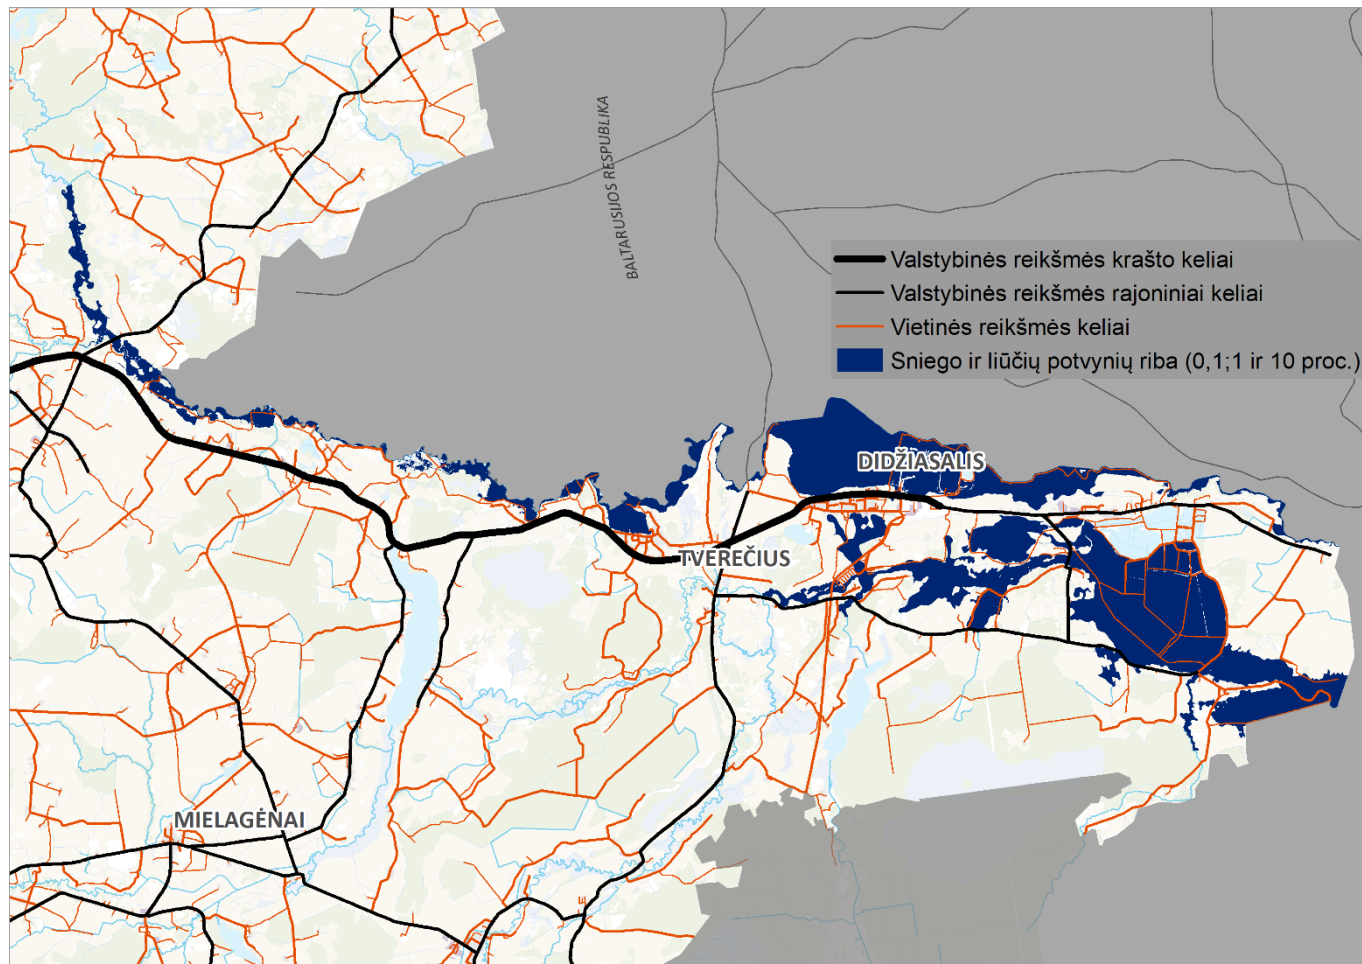 BALTARUSIJOS RESPUBLIKA
Valstybinės reikšmės krašto keliai
Valstybinės reikšmės rajoniniai keliai
Vietinės reikšmės keliai
Sniego ir liūčių potvynių riba (0,1;1 ir 10 proc.)
DIDŽIASALIS
TVEREČIUS
MIELAGĖNAI